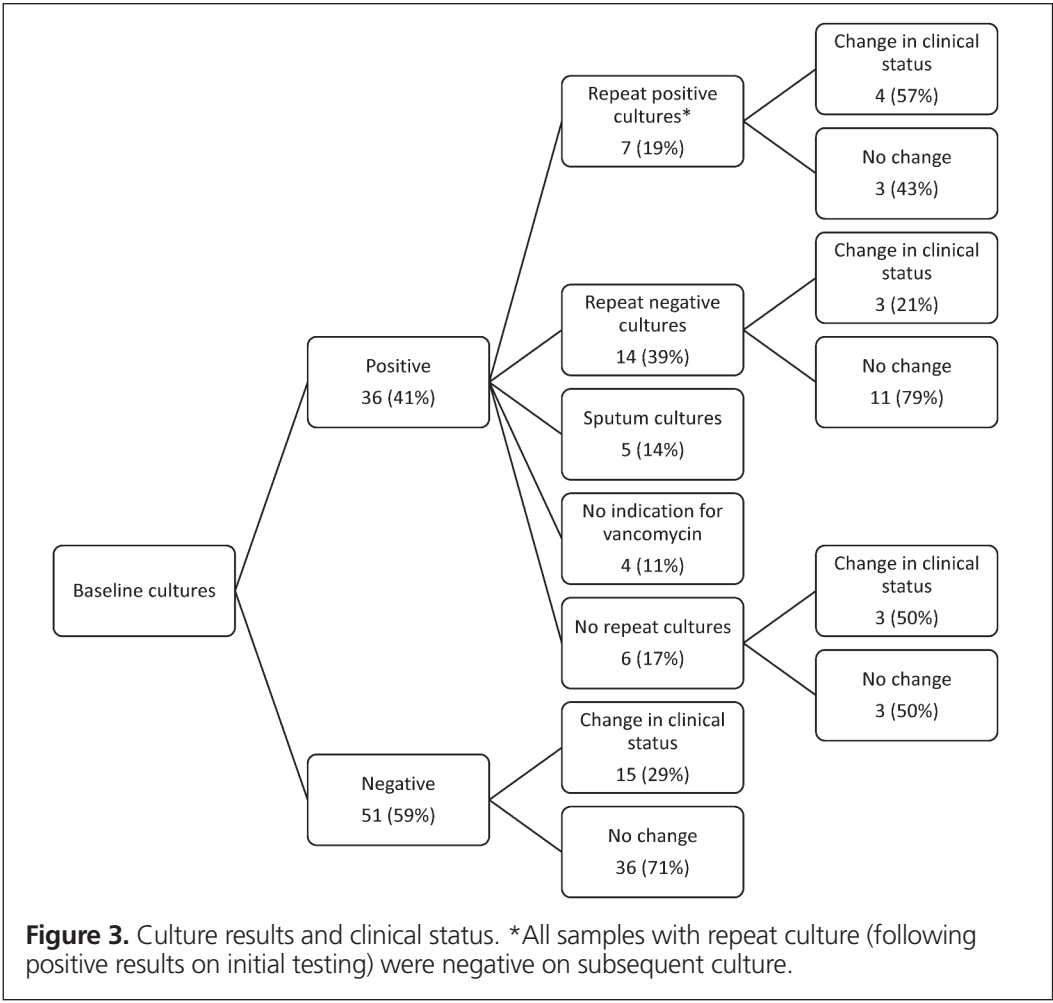 Baseline cultures
Positive
36 (41%)
Negative
51 (59%)
Repeat positive
cultures*
7 (19%)
Repeat negative
cultures
14 (39%)
Sputum cultures
5 (14%)
No indication for
vancomycin
4 (11%)
No repeat cultures
6 (17%)
Change in clinical
status
15 (29%)
No change
36 (71%)
Change in clinical
status
4 (57%)
No change
3 (43%)
Change in clinical
status
3 (21%)
No change
11 (79%)
Change in clinical
status
3 (50%)
No change
3 (50%)
Figure 3. Culture results and clinical status. *All samples with repeat culture (following
positive results on initial testing) were negative on subsequent culture.